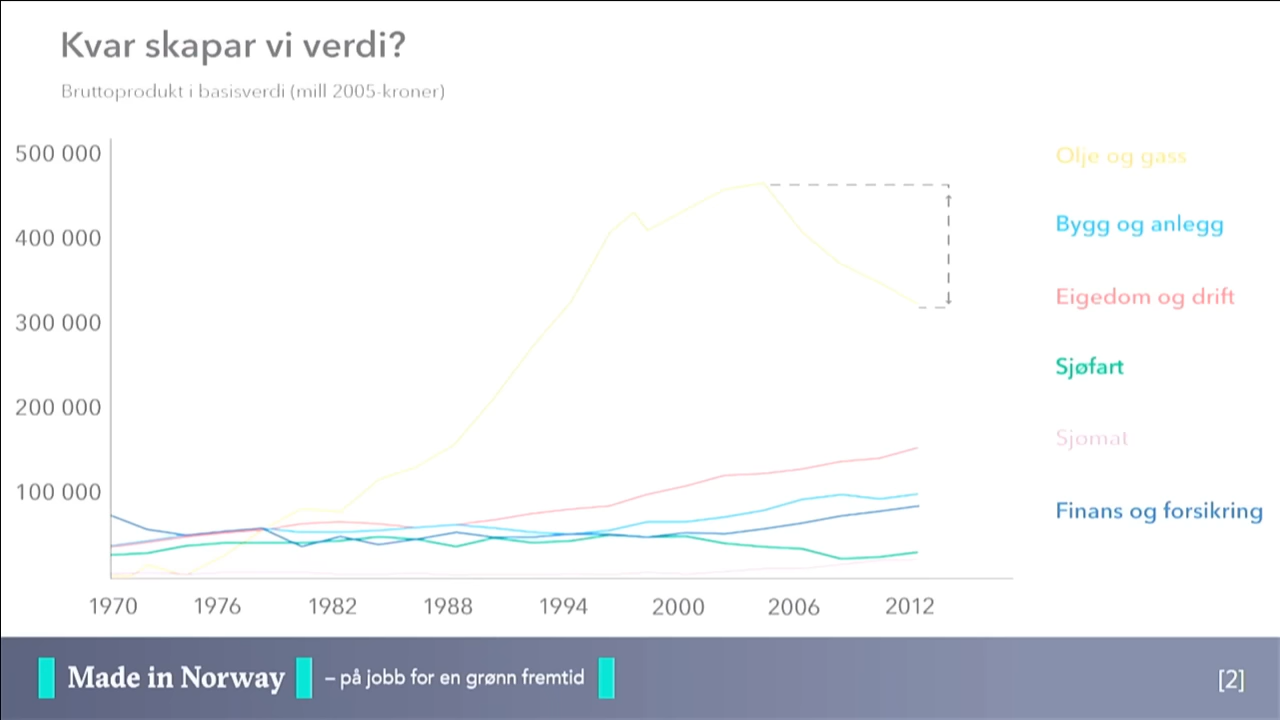 Kvar skapar vi verdi?
Bruttoprodukt i basisverdi (mill 2005-kroner)
500 000
400 000
300 000
200 000
100 000
1970 1976 1982 1988 1994 2000 2006 2012
Olje og gass
Bygg og anlegg
Eigedom og drift
Sjøfart
Sjømat
Finans og forsikring
Made in Norway – på jobb for en grønn fremtid [2]